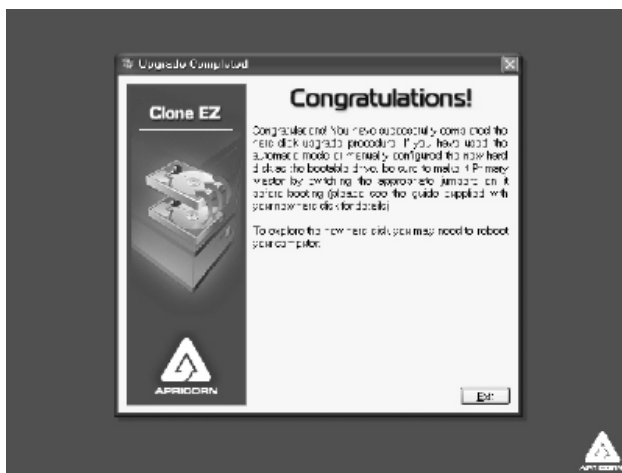 Upgrade Completed
Clone EZ
Congratulations!
Congratulations! You have successfully completed the
hard disk upgrade procedure. If you have used the
automatic mode or manually configured the new hard
disk as the bootable drive, be sure to make it Primary
Master by switching the appropriate jumpers on it
before booting (please see the guide supplied with
your new hard disk for details)
To explore the new hard disk you may need to reboot
your computer.
APRICORN
Exit
APRICORN